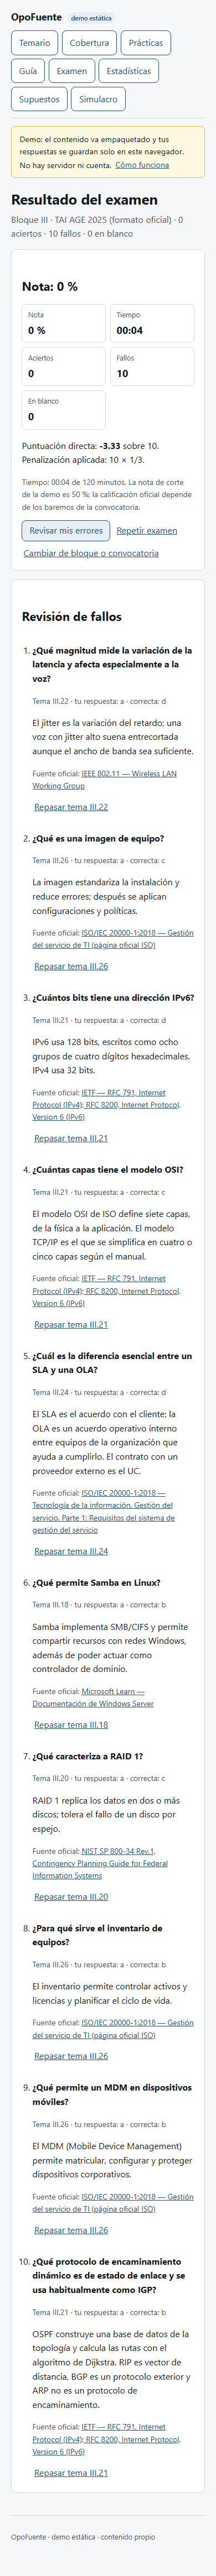 OpoFuente demo estática
Temario Cobertura Prácticas
Guía Examen Estadísticas
Supuestos Simulacro
Demo: el contenido va empaquetado y tus
respuestas se guardan solo en este navegador.
No hay servidor ni cuenta. Cómo funciona
Resultado del examen
Bloque III · TAI AGE 2025 (formato oficial) · 0
aciertos · 10 fallos · 0 en blanco
Nota: 0 %
Nota Tiempo
0 % 00:04
Aciertos Fallos
0 10
En blanco
0
Puntuación directa: -3.33 sobre 10.
Penalización aplicada: 10 × 1/3.
Tiempo: 00:04 de 120 minutos. La nota de corte
de la demo es 50 %; la calificación oficial depende
de los baremos de la convocatoria.
Revisar mis errores Repetir examen
Cambiar de bloque o convocatoria
Revisión de fallos
1. ¿Qué magnitud mide la variación de la
latencia y afecta especialmente a la
voz?
Tema III.22 · tu respuesta: a · correcta: d
El jitter es la variación del retardo; una
voz con jitter alto suena entrecortada
aunque el ancho de banda sea suficiente.
Fuente oficial: IEEE 802.11 — Wireless LAN
Working Group
Repasar tema III.22
2. ¿Qué es una imagen de equipo?
Tema III.26 · tu respuesta: a · correcta: c
La imagen estandariza la instalación y
reduce errores; después se aplican
configuraciones y políticas.
Fuente oficial: ISO/IEC 20000-1:2018 — Gestión
del servicio de TI (página oficial ISO)
Repasar tema III.26
3. ¿Cuántos bits tiene una dirección IPv6?
Tema III.21 · tu respuesta: a · correcta: d
IPv6 usa 128 bits, escritos como ocho
grupos de cuatro dígitos hexadecimales.
IPv4 usa 32 bits.
Fuente oficial: IETF — RFC 791, Internet
Protocol (IPv4); RFC 8200, Internet Protocol,
Version 6 (IPv6)
Repasar tema III.21
4. ¿Cuántas capas tiene el modelo OSI?
Tema III.21 · tu respuesta: a · correcta: c
El modelo OSI de ISO define siete capas,
de la física a la aplicación. El modelo
TCP/IP es el que se simplifica en cuatro o
cinco capas según el manual.
Fuente oficial: IETF — RFC 791, Internet
Protocol (IPv4); RFC 8200, Internet Protocol,
Version 6 (IPv6)
Repasar tema III.21
5. ¿Cuál es la diferencia esencial entre un
SLA y una OLA?
Tema III.24 · tu respuesta: a · correcta: d
El SLA es el acuerdo con el cliente; la
OLA es un acuerdo operativo interno
entre equipos de la organización que
ayuda a cumplirlo. El contrato con un
proveedor externo es el UC.
Fuente oficial: ISO/IEC 20000-1:2018 —
Tecnología de la información. Gestión del
servicio. Parte 1: Requisitos del sistema de
gestión del servicio
Repasar tema III.24
6. ¿Qué permite Samba en Linux?
Tema III.18 · tu respuesta: a · correcta: b
Samba implementa SMB/CIFS y permite
compartir recursos con redes Windows,
además de poder actuar como
controlador de dominio.
Fuente oficial: Microsoft Learn —
Documentación de Windows Server
Repasar tema III.18
7. ¿Qué caracteriza a RAID 1?
Tema III.20 · tu respuesta: a · correcta: c
RAID 1 replica los datos en dos o más
discos; tolera el fallo de un disco por
espejo.
Fuente oficial: NIST SP 800-34 Rev.1,
Contingency Planning Guide for Federal
Information Systems
Repasar tema III.20
8. ¿Para qué sirve el inventario de
equipos?
Tema III.26 · tu respuesta: a · correcta: b
El inventario permite controlar activos y
licencias y planificar el ciclo de vida.
Fuente oficial: ISO/IEC 20000-1:2018 — Gestión
del servicio de TI (página oficial ISO)
Repasar tema III.26
9. ¿Qué permite un MDM en dispositivos
móviles?
Tema III.26 · tu respuesta: a · correcta: b
El MDM (Mobile Device Management)
permite matricular, configurar y proteger
dispositivos corporativos.
Fuente oficial: ISO/IEC 20000-1:2018 — Gestión
del servicio de TI (página oficial ISO)
Repasar tema III.26
10. ¿Qué protocolo de encaminamiento
dinámico es de estado de enlace y se
usa habitualmente como IGP?
Tema III.21 · tu respuesta: a · correcta: b
OSPF construye una base de datos de la
topología y calcula las rutas con el
algoritmo de Dijkstra. RIP es vector de
distancia, BGP es un protocolo exterior y
ARP no es un protocolo de
encaminamiento.
Fuente oficial: IETF — RFC 791, Internet
Protocol (IPv4); RFC 8200, Internet Protocol,
Version 6 (IPv6)
Repasar tema III.21
OpoFuente · demo estática · contenido propio